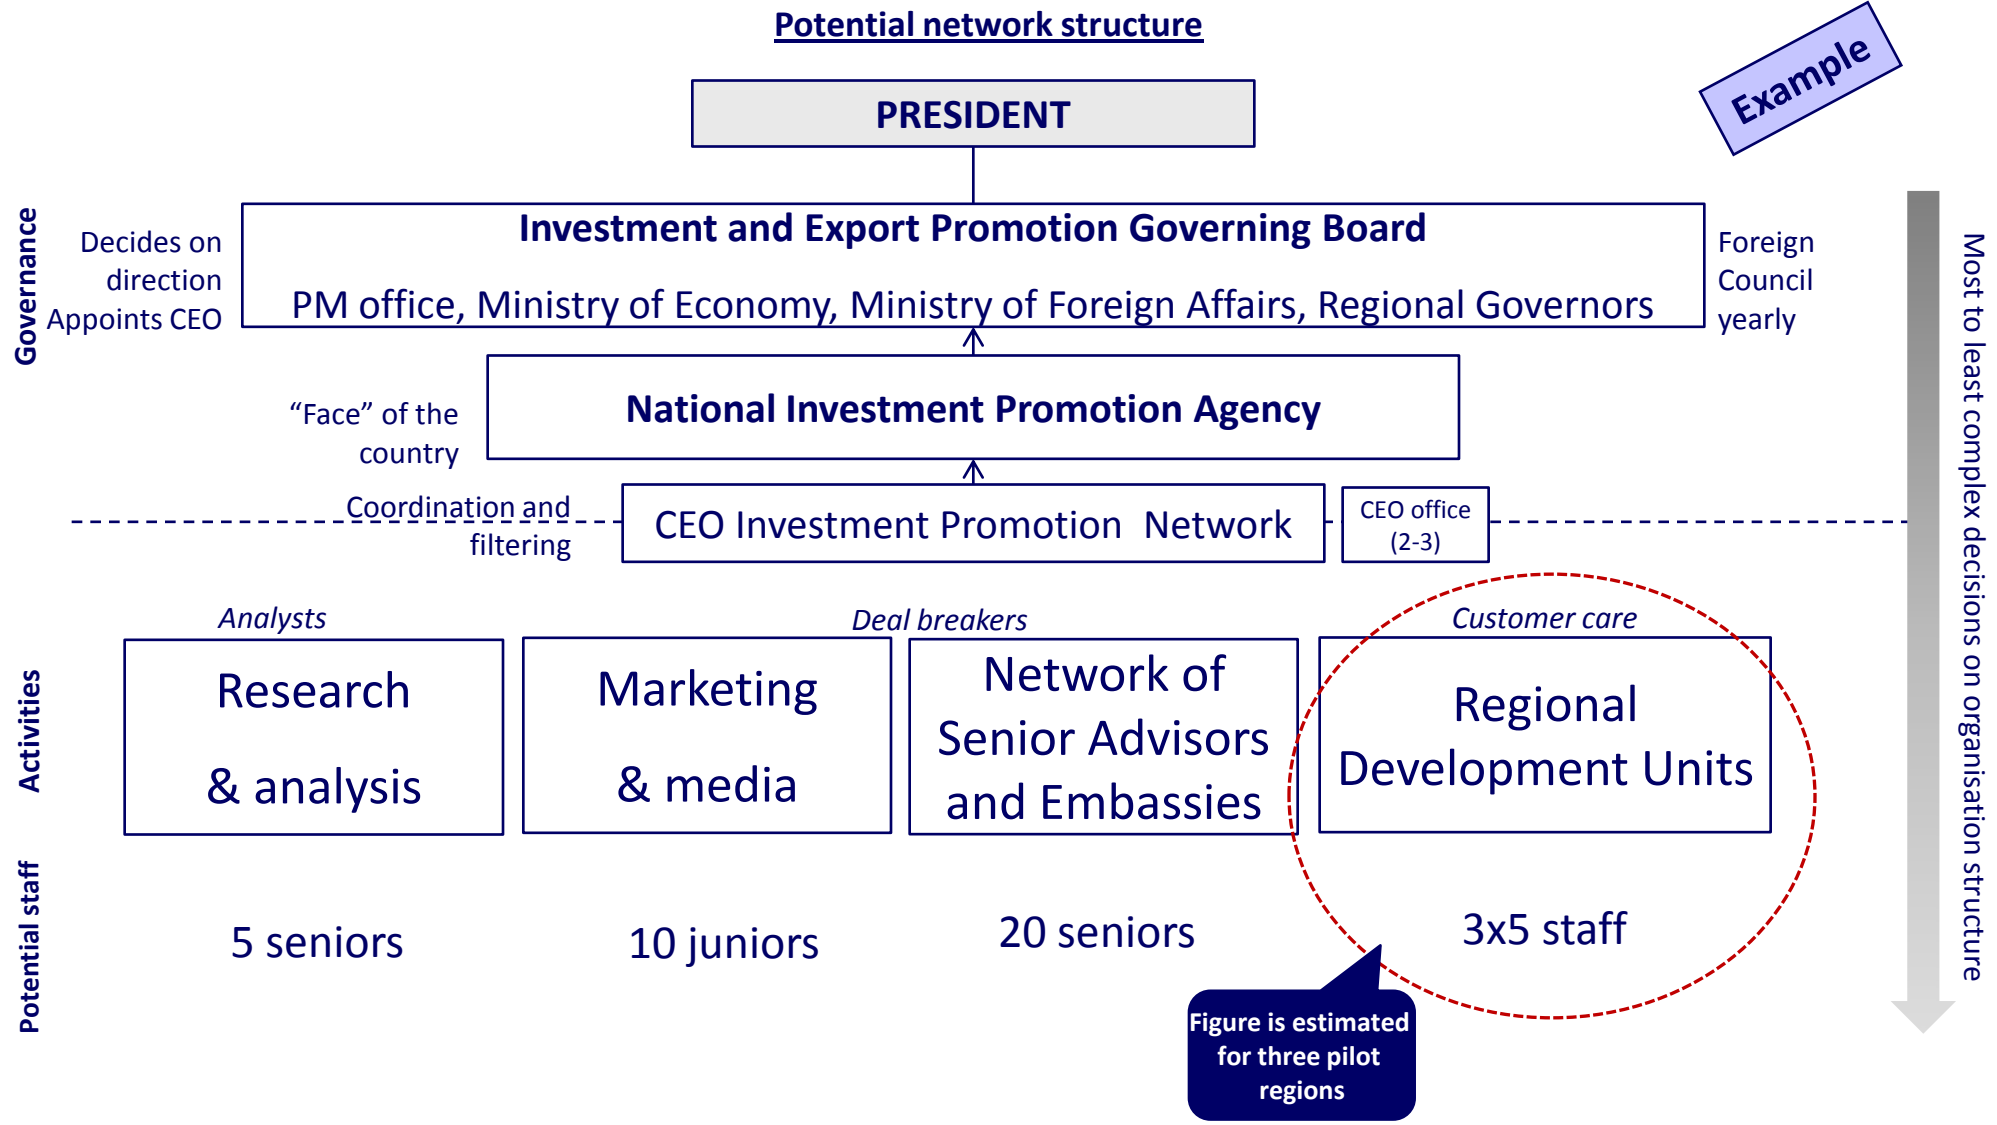 Potential network structure
Example
PRESIDENT
Governance
Decides on
direction
Appoints CEO
Investment and Export Promotion Governing Board
PM office, Ministry of Economy, Ministry of Foreign Affairs, Regional Governors
Foreign
Council
yearly
"Face" of the
country
National Investment Promotion Agency
Coordination and
filtering
CEO Investment Promotion Network
CEO office
(2-3)
Most to least complex decisions on organisation structure
Activities
Analysts
Deal breakers
Customer care
Research
& analysis
Marketing
& media
Network of
Senior Advisors
and Embassies
Regional
Development Units
Potential staff
5 seniors
10 juniors
20 seniors
3x5 staff
Figure is estimated
for three pilot
regions